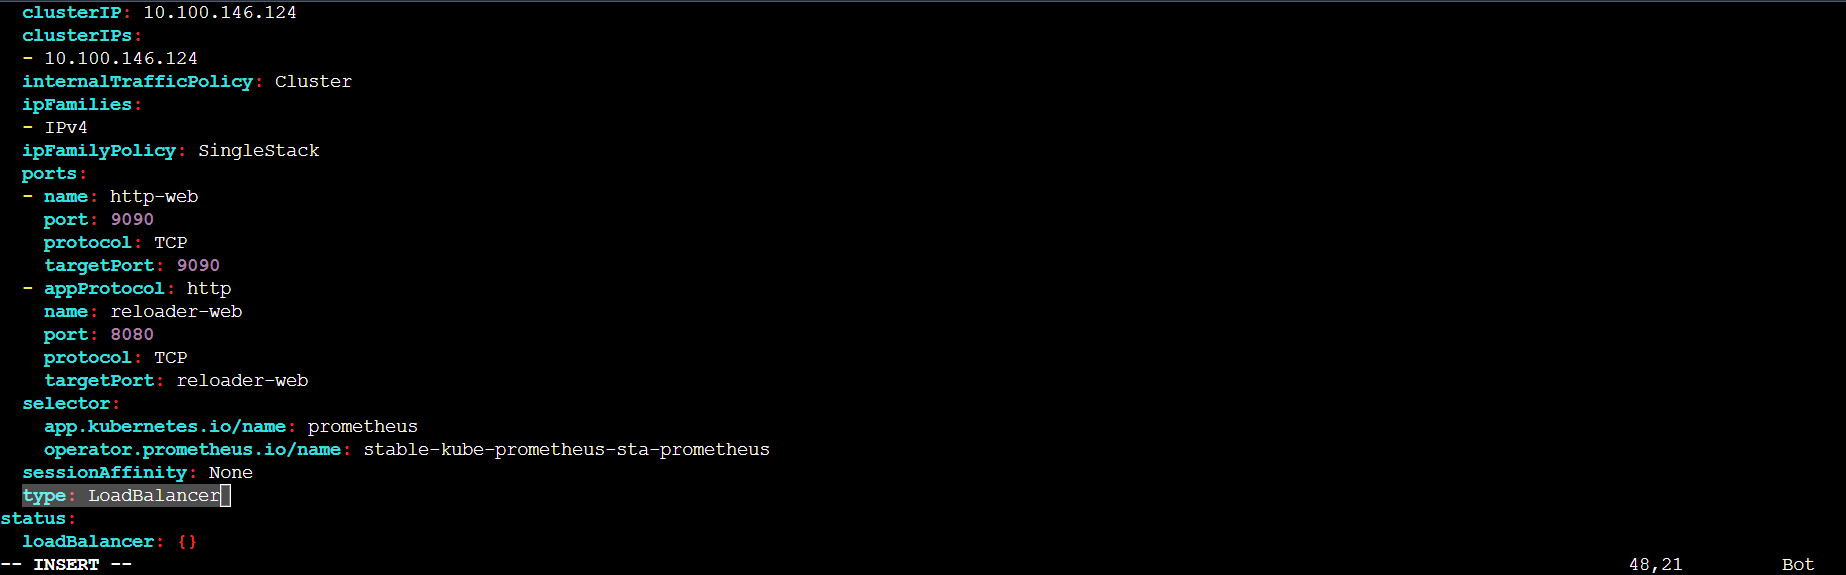 clusterIP: 10.100.146.124
  clusterIPs:
  - 10.100.146.124
  internalTrafficPolicy: Cluster
  ipFamilies:
  - IPv4
  ipFamilyPolicy: SingleStack
  ports:
  - name: http-web
    port: 9090
    protocol: TCP
    targetPort: 9090
  - appProtocol: http
    name: reloader-web
    port: 8080
    protocol: TCP
    targetPort: reloader-web
  selector:
    app.kubernetes.io/name: prometheus
    operator.prometheus.io/name: stable-kube-prometheus-sta-prometheus
  sessionAffinity: None
  type: LoadBalancer
status:
  loadBalancer: {}
-- INSERT -- 48,21 Bot